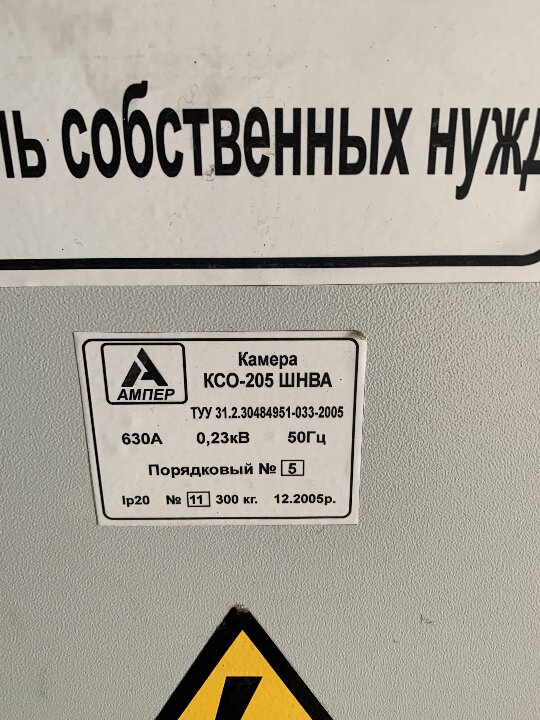 ль собственных нужд
АМПЕР
Камера
КСО-205 ШНВА
ТУУ 31.2.30484951-033-2005
630А 0,23кВ 50Гц
Порядковый № 5
Ip20 № 11 300 кг. 12.2005р.